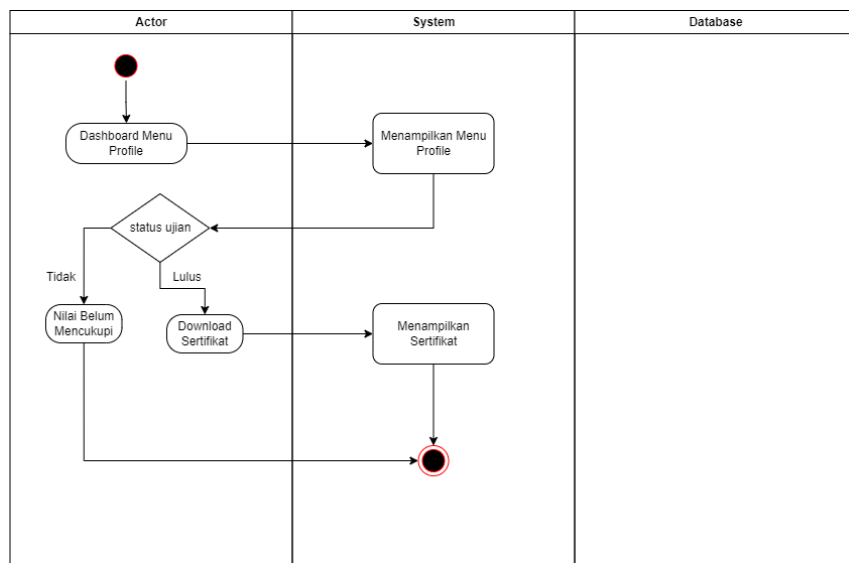 Actor
System
Database
Dashboard Menu
Profile
Menampilkan Menu
Profile
status ujian
Tidak
Lulus
Nilai Belum
Mencukupi
Download
Sertifikat
Menampilkan
Sertifikat